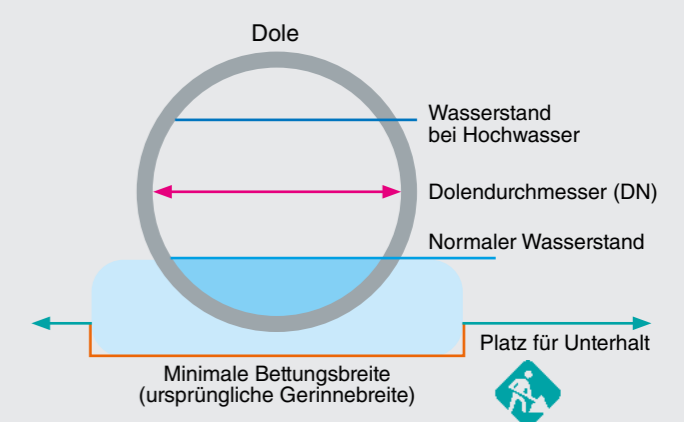 Dole
Wasserstand
bei Hochwasser
Dolendurchmesser (DN)
Normaler Wasserstand
Platz für Unterhalt
Minimale Bettungsbreite
(ursprüngliche Gerinnebreite)